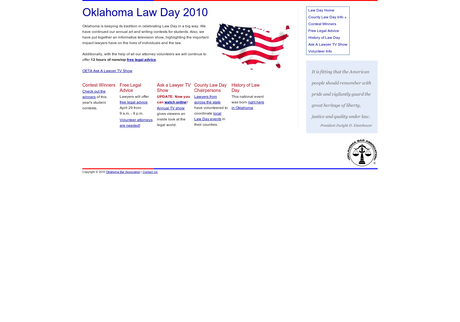 Oklahoma Law Day 2010
Oklahoma is keeping its tradition in celebrating Law Day in a big way. We
have continued our annual art and writing contests for students. Also, we
have put together an informative television show, highlighting the important
impact lawyers have on the lives of individuals and the law.
Additionally, with the help of all our attorney volunteers we will continue to
offer 12 hours of nonstop free legal advice.
OETA Ask A Lawyer TV Show
Contest Winners
Check out the
winners of this
year's student
contests.
Free Legal
Advice
Lawyers will offer
free legal advice
April 29 from
9 a.m. - 9 p.m.
Volunteer attorneys
are needed!
Ask a Lawyer TV
Show
UPDATE: Now you
can watch online!
Annual TV show
gives viewers an
inside look at the
legal world.
County Law Day
Chairpersons
Lawyers from
across the state
have volunteered to
coordinate local
Law Day events in
their counties.
History of Law
Day
This national event
was born right here
in Oklahoma.
Law Day Home
County Law Day Info »
Contest Winners
Free Legal Advice
History of Law Day
Ask A Lawyer TV Show
Volunteer Info
It is fitting that the American
people should remember with
pride and vigilantly guard the
great heritage of liberty,
justice and equality under law.
President Dwight D. Eisenhower
OKLAHOMA BAR ASSOCIATION
Copyright © 2010 Oklahoma Bar Association | Contact Us